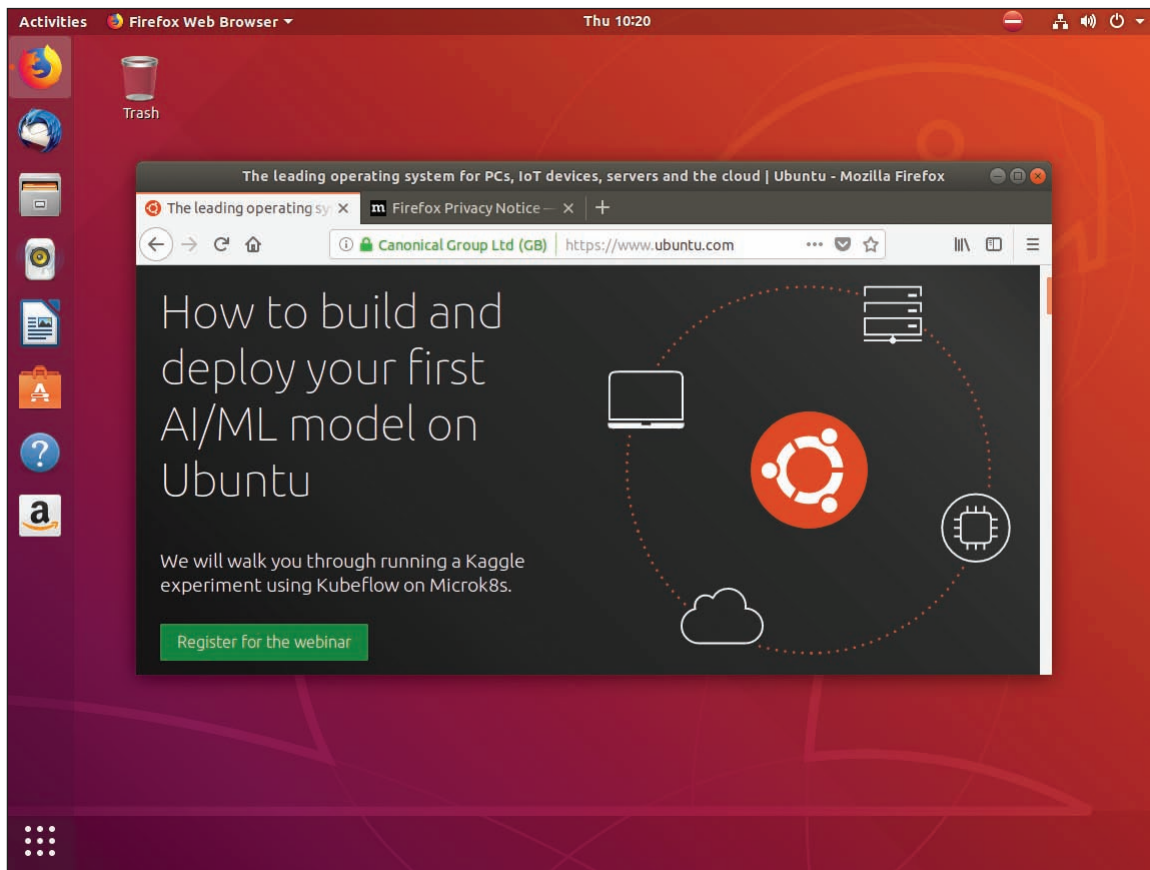 Activities Firefox Web Browser Thu 10:20
Trash
The leading operating system for PCs, IoT devices, servers and the cloud | Ubuntu - Mozilla Firefox
The leading operating sy Firefox Privacy Notice —
Canonical Group Ltd (GB) https://www.ubuntu.com
How to build and
deploy your first
AI/ML model on
Ubuntu
We will walk you through running a Kaggle
experiment using Kubeflow on Microk8s.
Register for the webinar